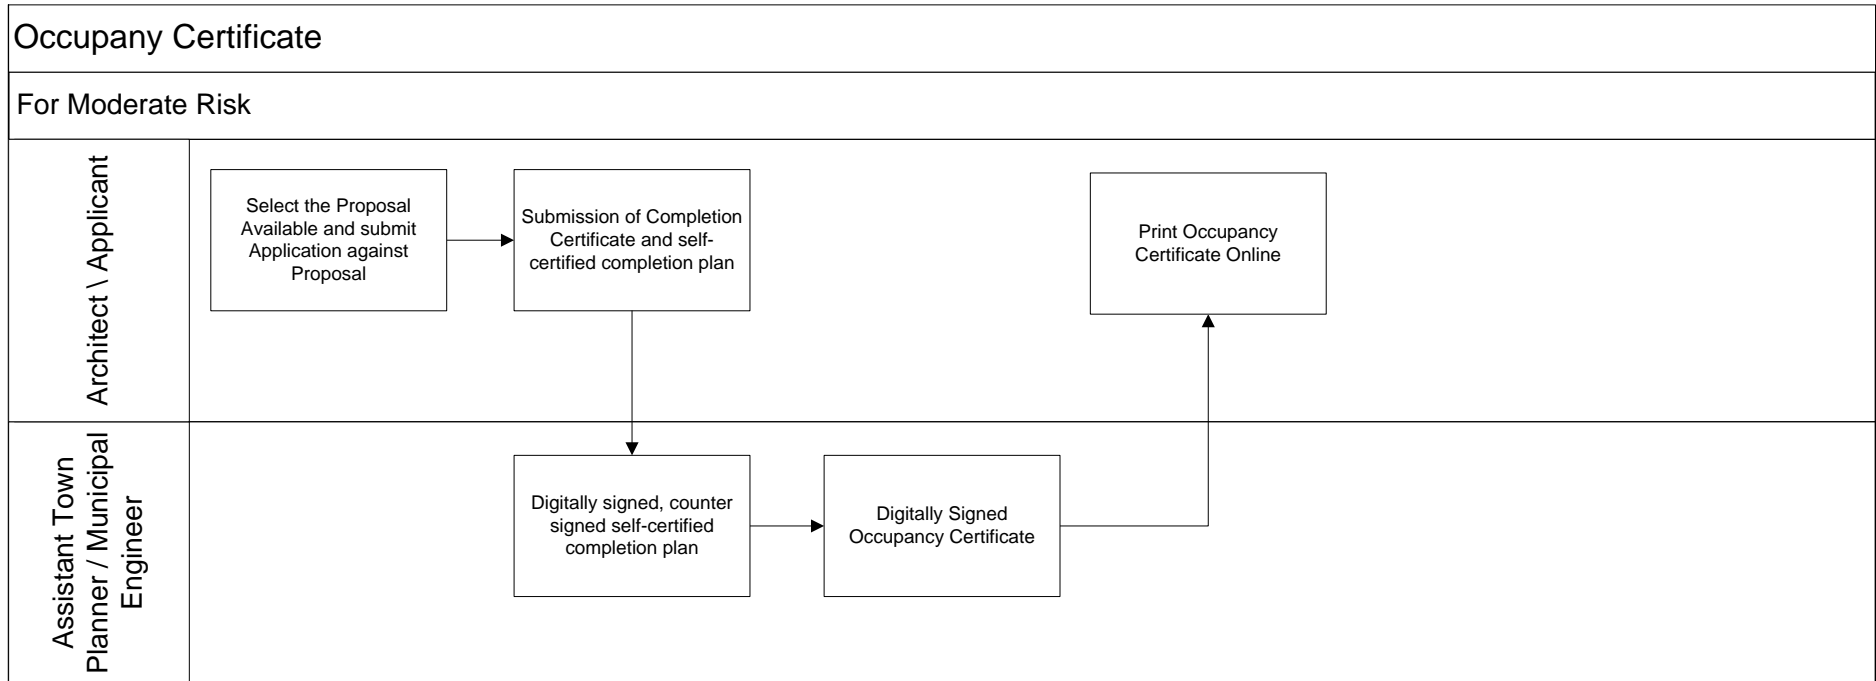 Occupany Certificate
For Moderate Risk
Architect \ Applicant
Select the Proposal
Available and submit
Application against
Proposal
Submission of Completion
Certificate and self-
certified completion plan
Print Occupancy
Certificate Online
Assistant Town
Planner / Municipal
Engineer
Digitally signed, counter
signed self-certified
completion plan
Digitally Signed
Occupancy Certificate